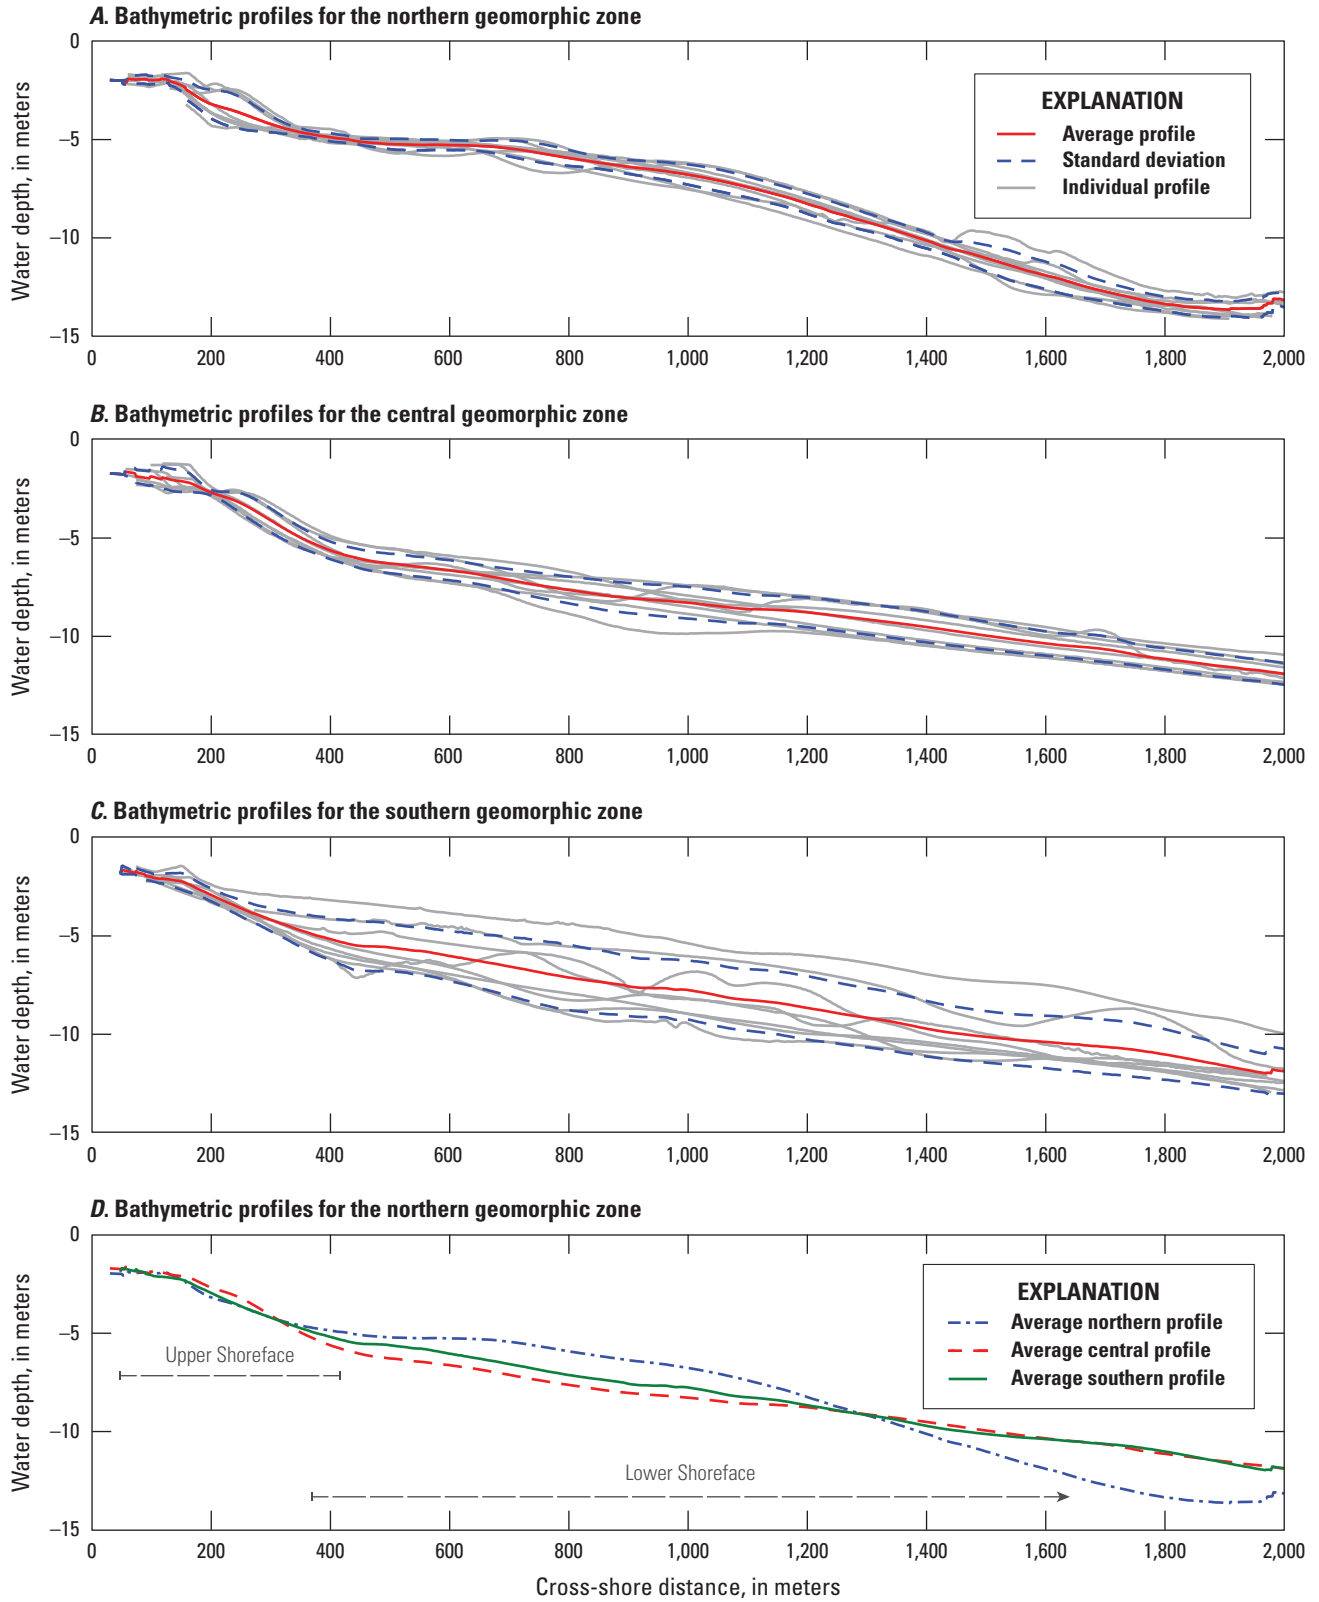 A. Bathymetric profiles for the northern geomorphic zone
0
−5
−10
−15
Water depth, in meters
EXPLANATION
Average profile
Standard deviation
Individual profile
0 200 400 600 800 1,000 1,200 1,400 1,600 1,800 2,000
B. Bathymetric profiles for the central geomorphic zone
0
−5
−10
−15
Water depth, in meters
0 200 400 600 800 1,000 1,200 1,400 1,600 1,800 2,000
C. Bathymetric profiles for the southern geomorphic zone
0
−5
−10
−15
Water depth, in meters
0 200 400 600 800 1,000 1,200 1,400 1,600 1,800 2,000
D. Bathymetric profiles for the northern geomorphic zone
0
−5
−10
−15
Water depth, in meters
EXPLANATION
Average northern profile
Average central profile
Average southern profile
Upper Shoreface
Lower Shoreface
0 200 400 600 800 1,000 1,200 1,400 1,600 1,800 2,000
Cross-shore distance, in meters